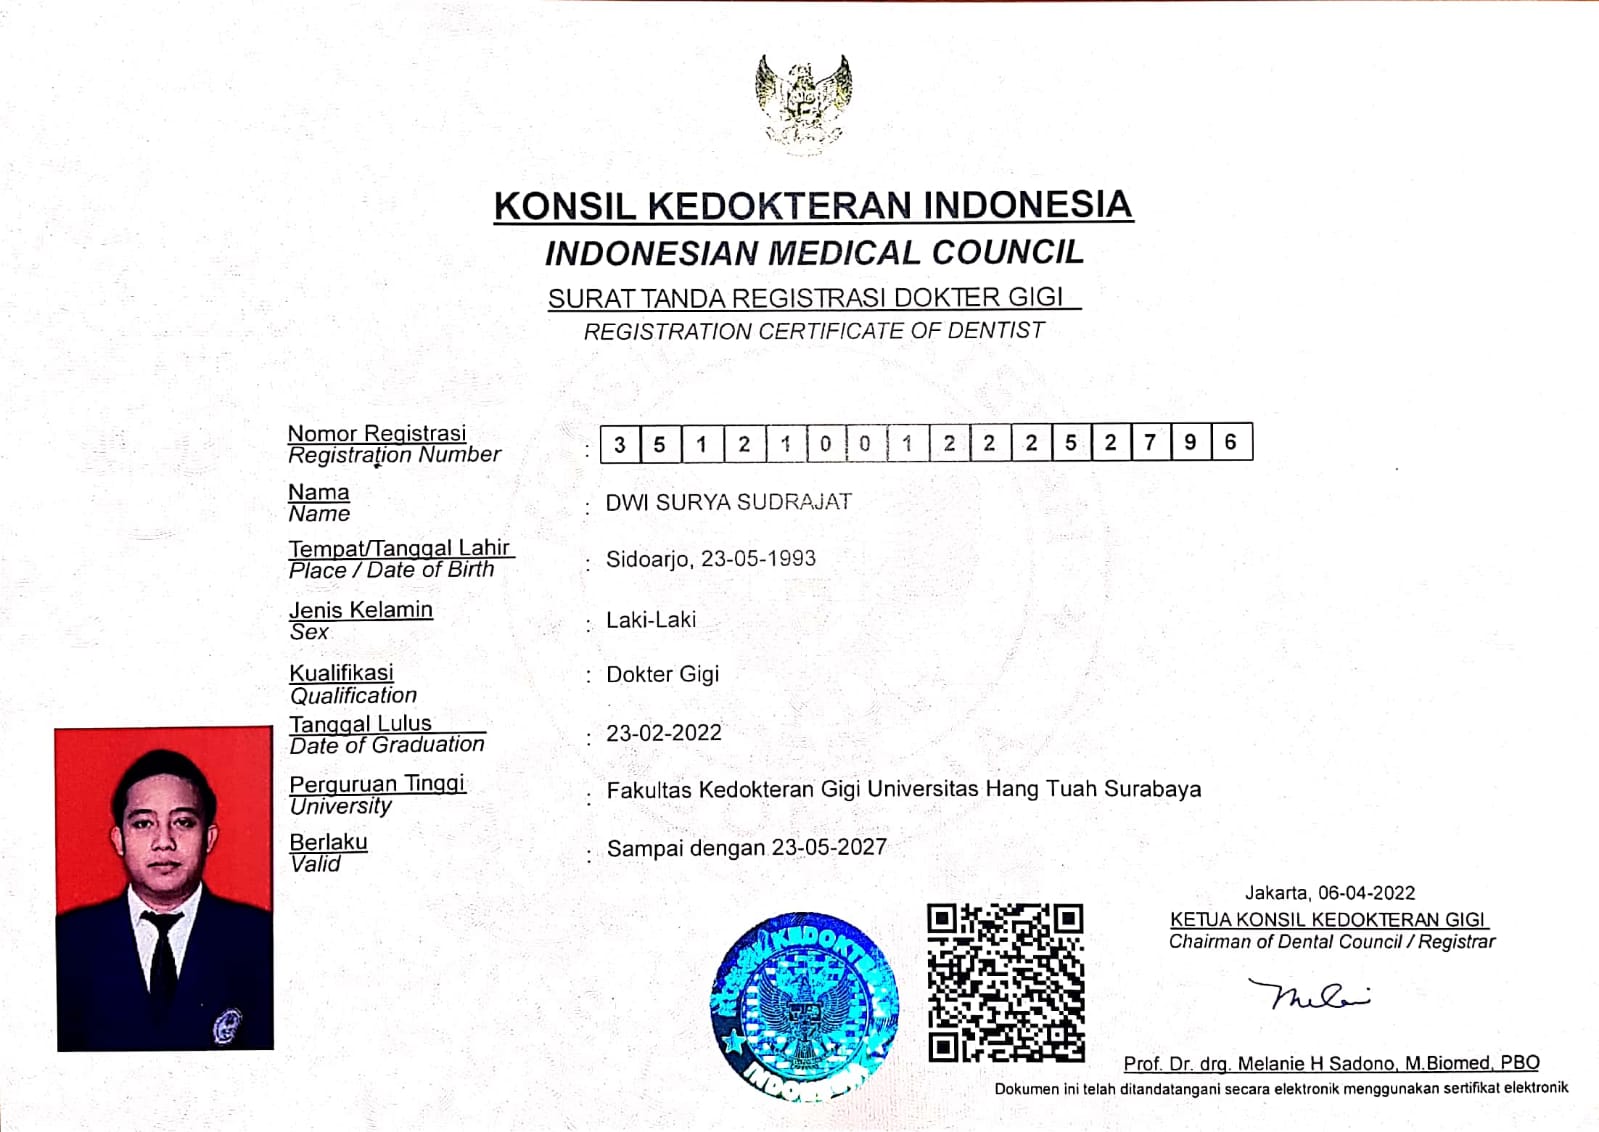 KONSIL KEDOKTERAN INDONESIA
INDONESIAN MEDICAL COUNCIL
SURAT TANDA REGISTRASI DOKTER GIGI
REGISTRATION CERTIFICATE OF DENTIST
Nomor Registrasi
Registration Number : 3 5 1 2 1 0 0 1 2 2 2 5 2 7 9 6
Nama
Name : DWI SURYA SUDRAJAT
Tempat/Tanggal Lahir
Place / Date of Birth : Sidoarjo, 23-05-1993
Jenis Kelamin
Sex : Laki-Laki
Kualifikasi
Qualification : Dokter Gigi
Tanggal Lulus
Date of Graduation : 23-02-2022
Perguruan Tinggi
University : Fakultas Kedokteran Gigi Universitas Hang Tuah Surabaya
Berlaku
Valid : Sampai dengan 23-05-2027
Jakarta, 06-04-2022
KETUA KONSIL KEDOKTERAN GIGI
Chairman of Dental Council / Registrar
KONSIL KEDOKTERAN
INDONESIA
Prof. Dr. drg. Melanie H Sadono, M.Biomed, PBO
Dokumen ini telah ditandatangani secara elektronik menggunakan sertifikat elektronik